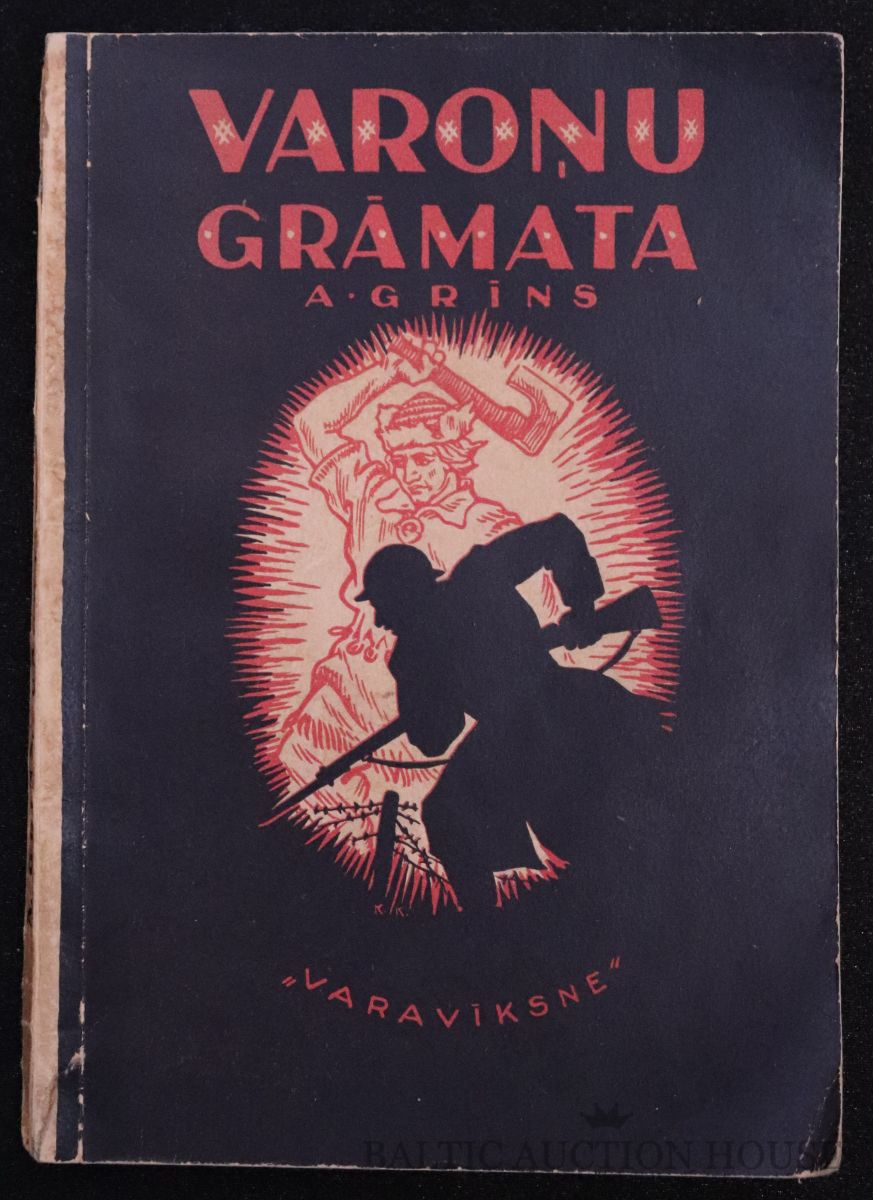 VAROŅU
GRĀMATA
A·GRĪNS
K.K.
„VARAVĪKSNE"
BALTIC AUCTION HOUSE